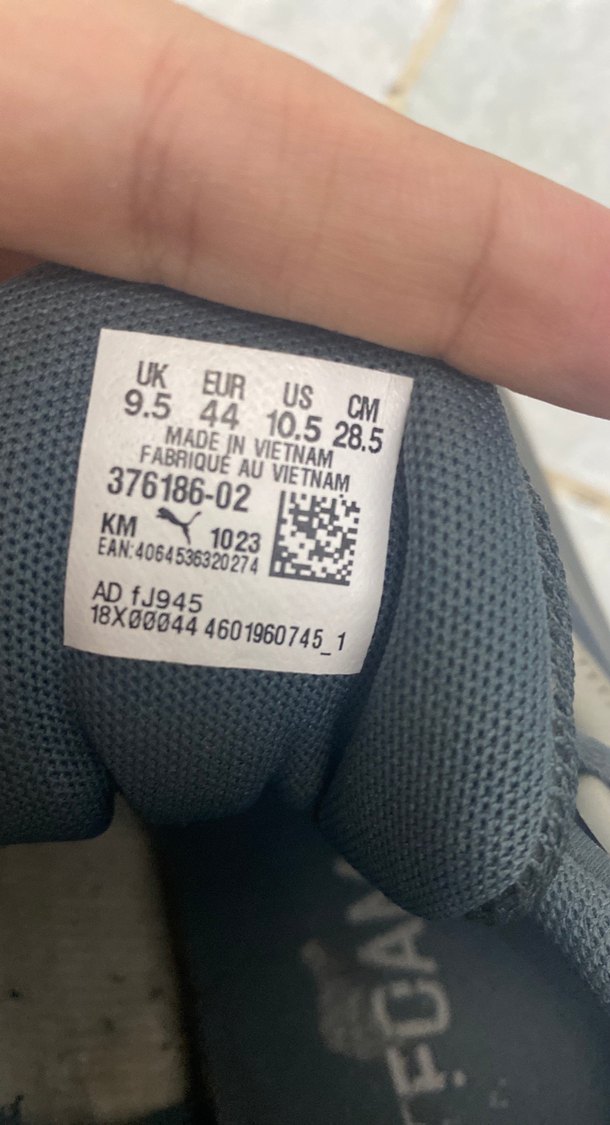 UK EUR US CM
9.5 44 10.5 28.5
MADE IN VIETNAM
FABRIQUÉ AU VIETNAM
376186-02
KM 1023
EAN:4064536320274
AD fJ945
18X00044 4601960745_1